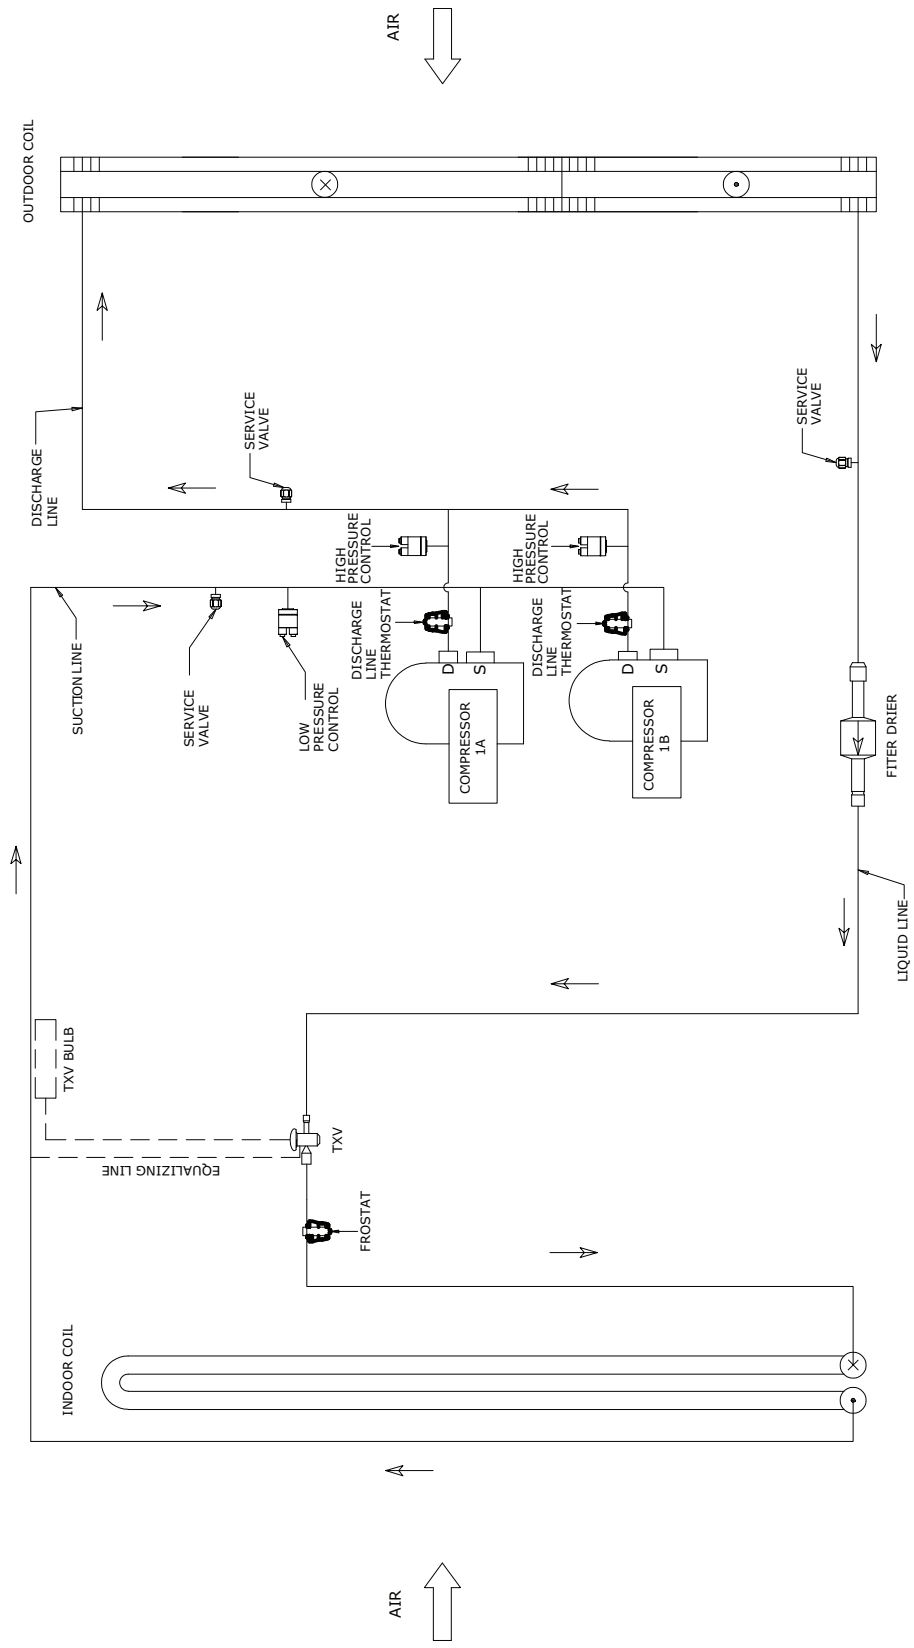 AIR
OUTDOOR COIL
DISCHARGE
LINE
SERVICE
VALVE
SERVICE
VALVE
HIGH
PRESSURE
CONTROL
HIGH
PRESSURE
CONTROL
SUCTION LINE
SERVICE
VALVE
LOW
PRESSURE
CONTROL
DISCHARGE
LINE
THERMOSTAT
DISCHARGE
LINE
THERMOSTAT
D
S
D
S
COMPRESSOR
1A
COMPRESSOR
1B
FITER DRIER
LIQUID LINE
TXV BULB
EQUALIZING LINE
TXV
FROSTAT
INDOOR COIL
AIR